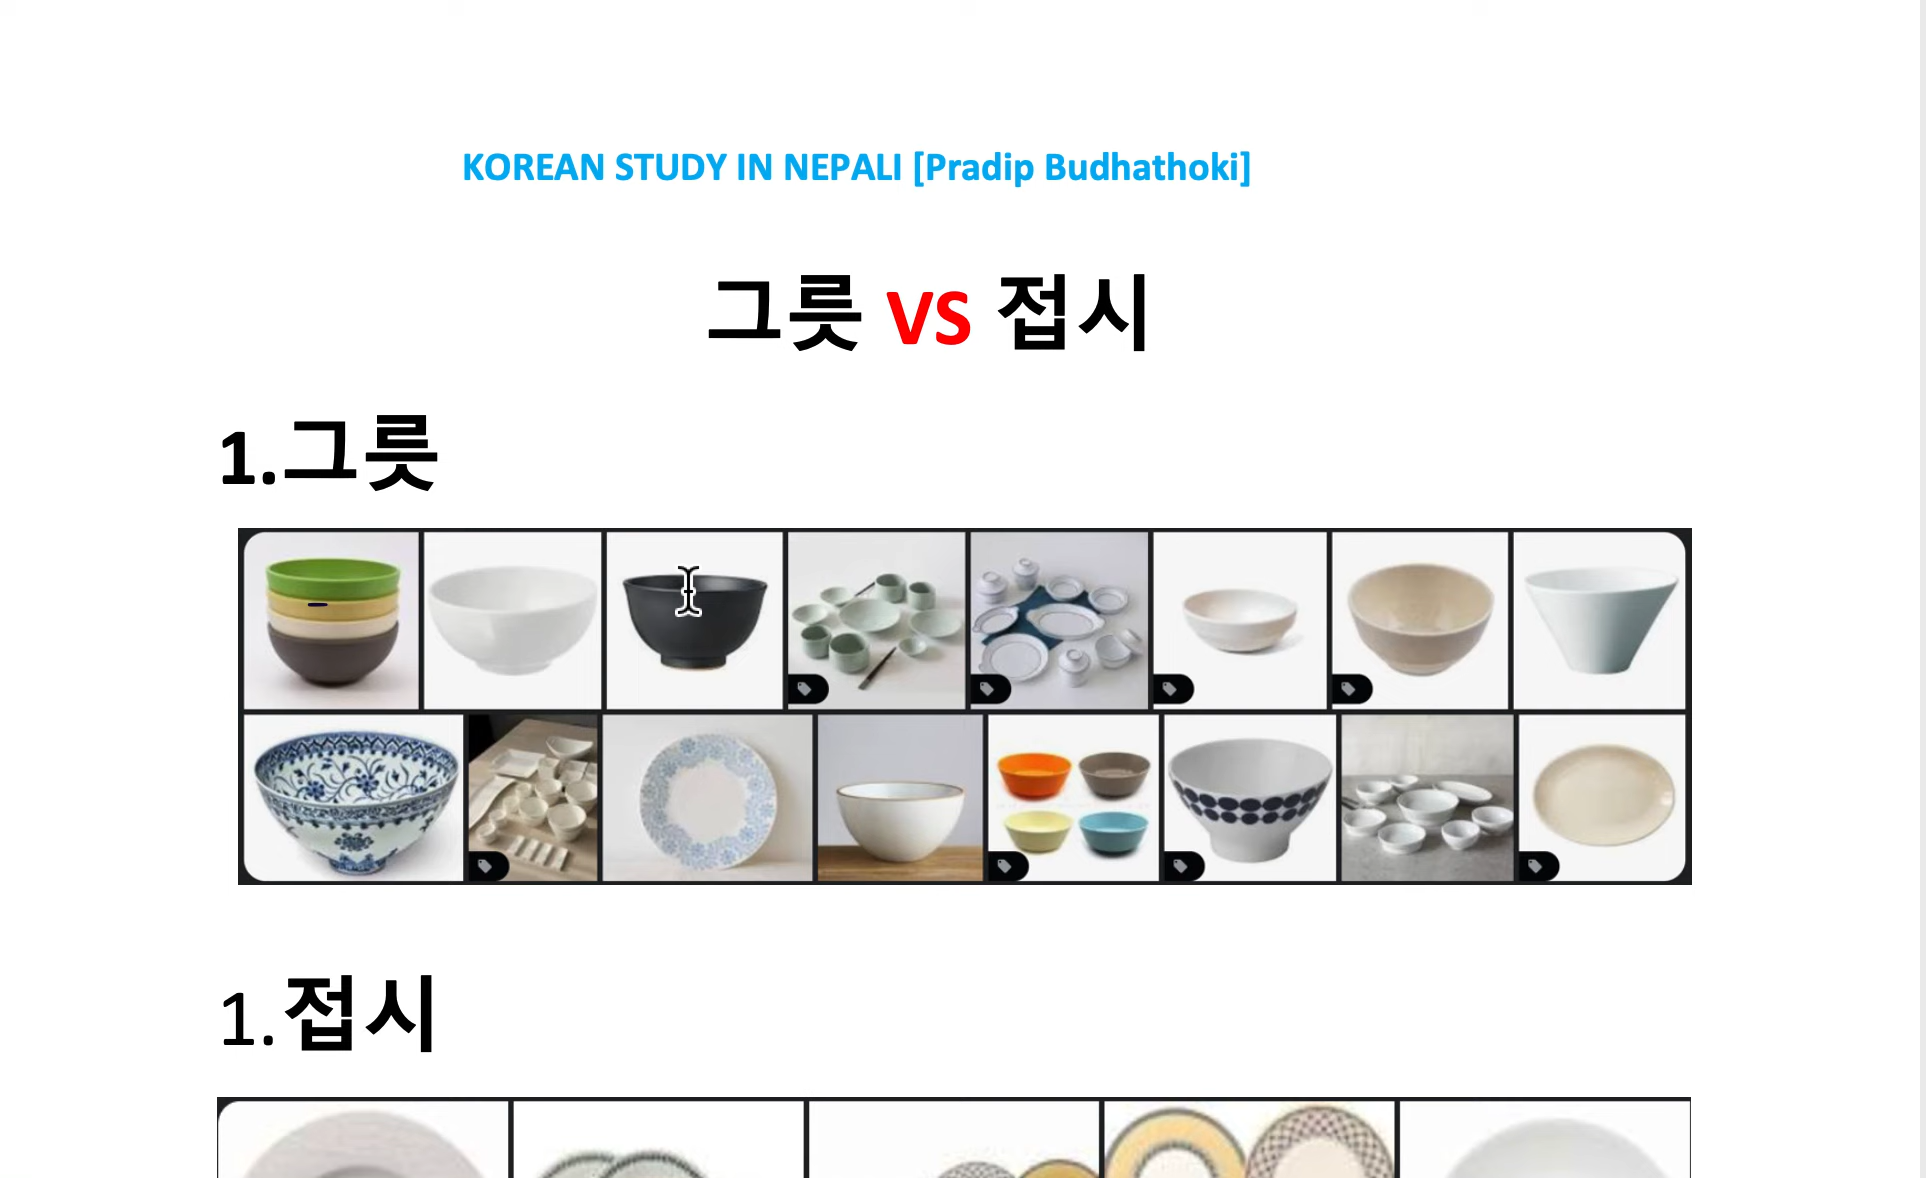 KOREAN STUDY IN NEPALI [Pradip Budhathoki]
그릇 VS 접시
1.그릇
1.접시